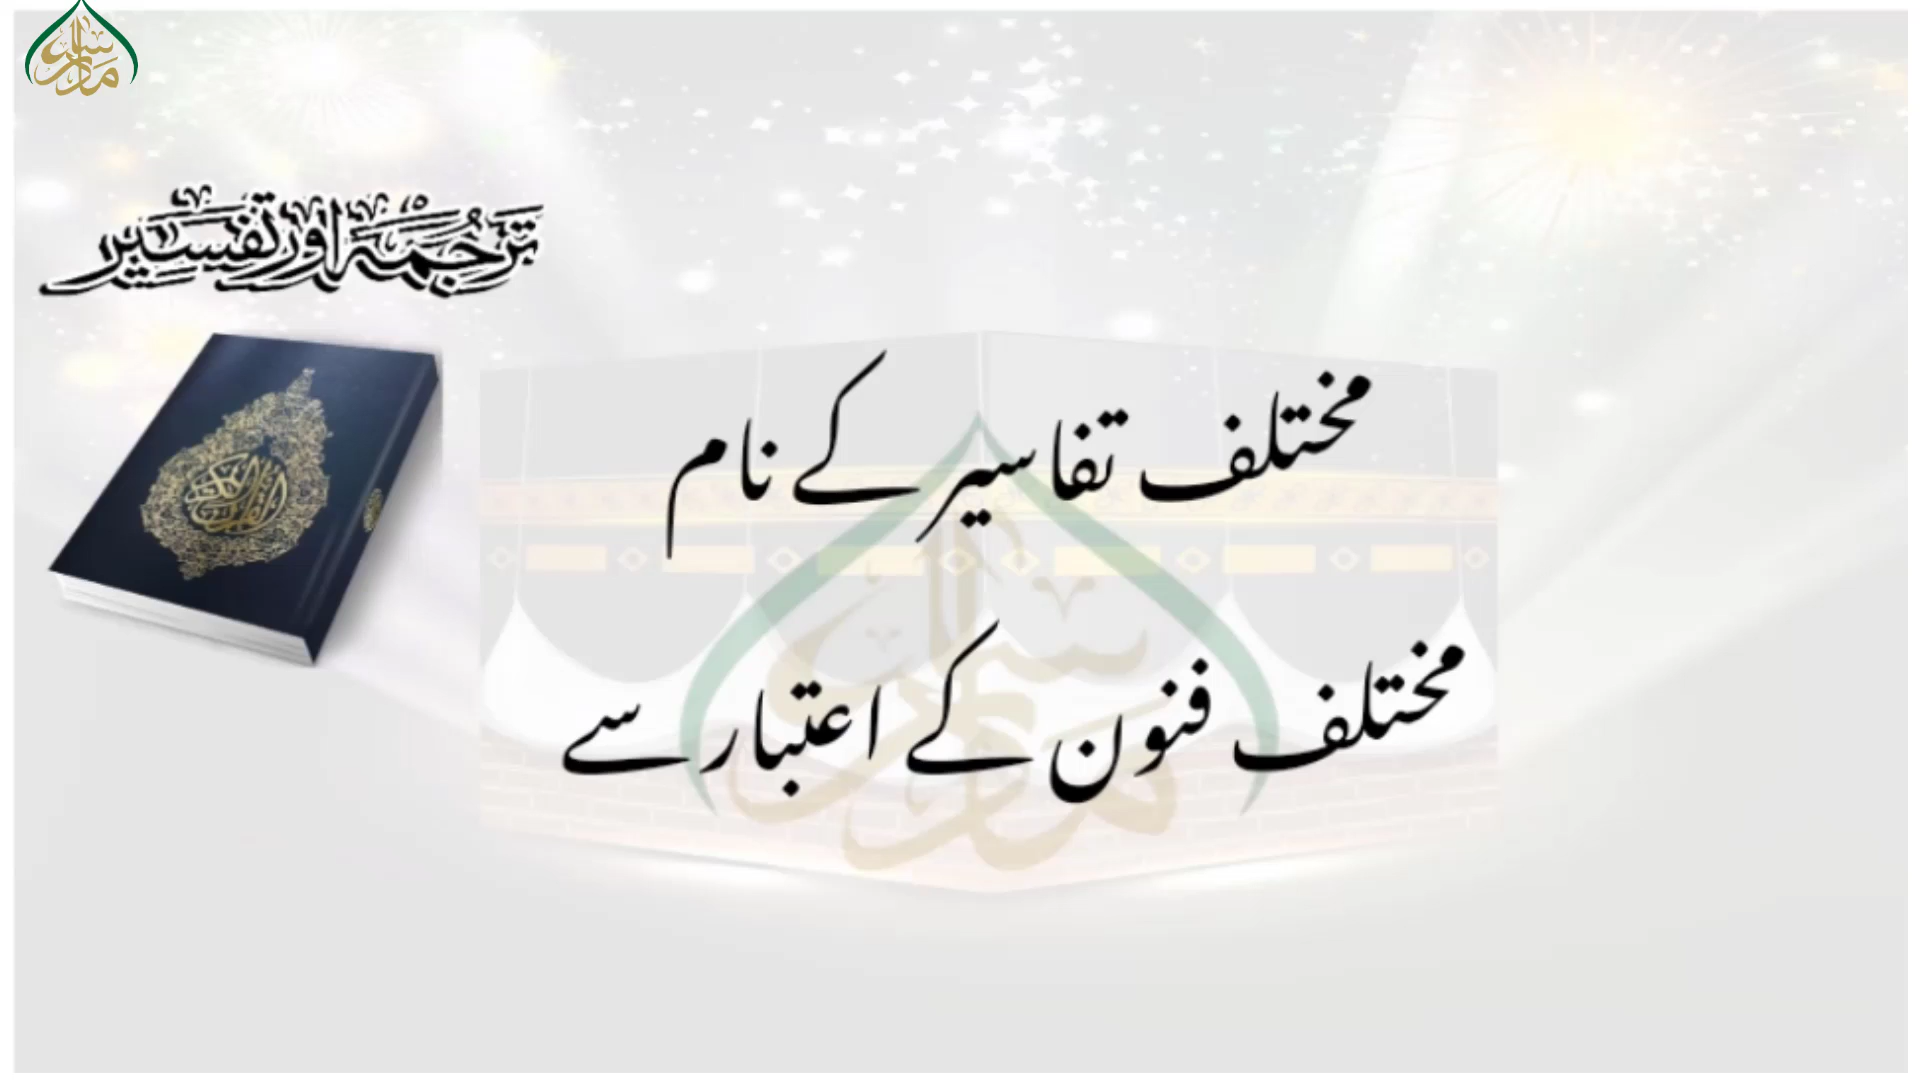 ترجمہ اور تفسیر
مختلف تفاسیر کے نام
مختلف فنون کے اعتبار سے